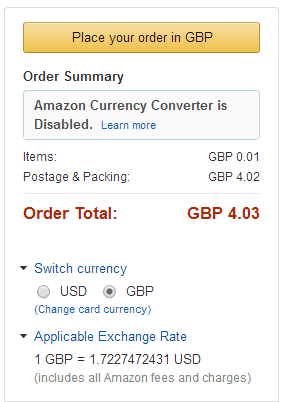 Place your order in GBP
Order Summary
Amazon Currency Converter is
Disabled. Learn more
Items: GBP 0.01
Postage & Packing: GBP 4.02
Order Total: GBP 4.03
Switch currency
USD GBP
(Change card currency)
Applicable Exchange Rate
1 GBP = 1.7227472431 USD
(includes all Amazon fees and charges)